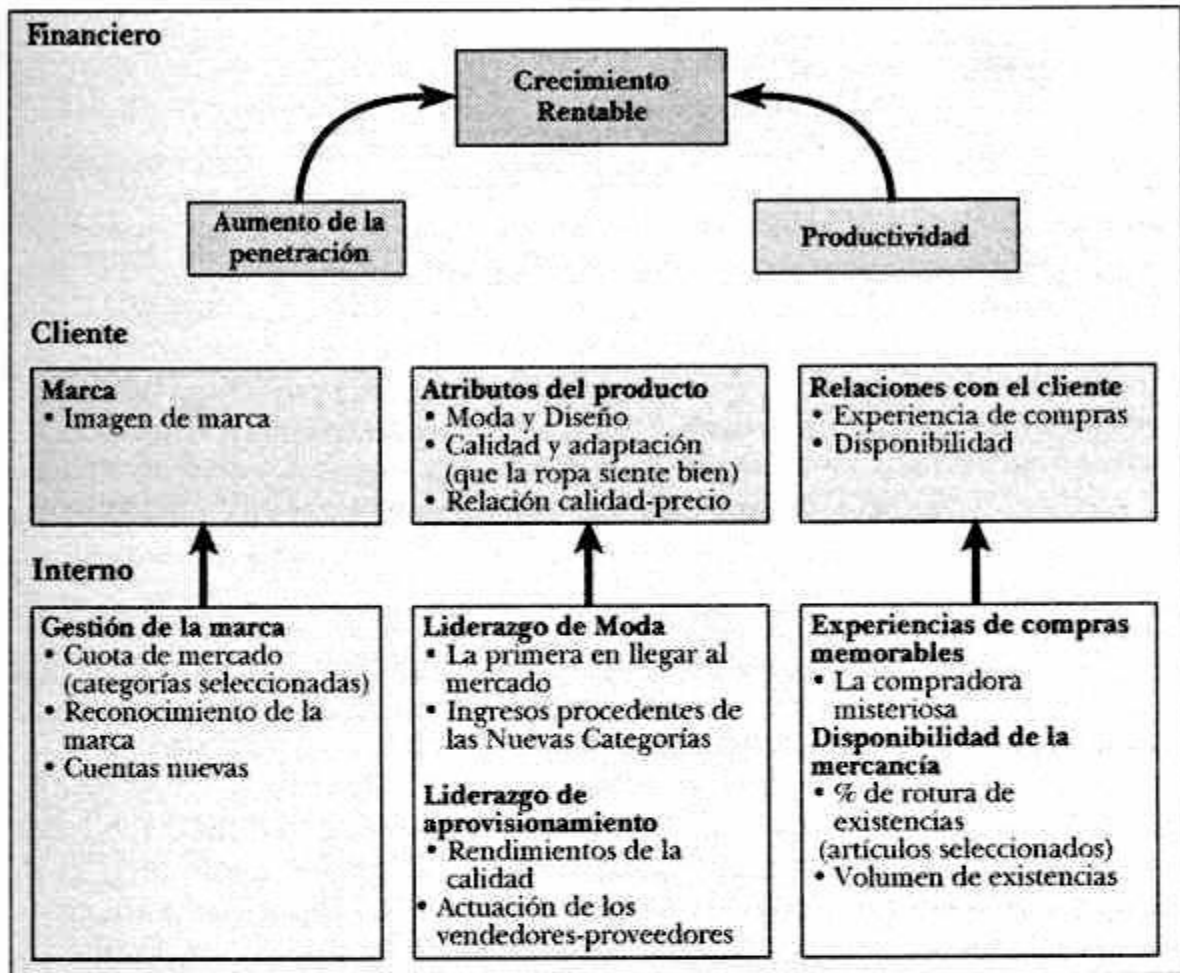 Financiero
Crecimiento
Rentable
Aumento de la
penetración
Productividad
Cliente
Marca
• Imagen de marca
Atributos del producto
• Moda y Diseño
• Calidad y adaptación
(que la ropa siente bien)
• Relación calidad-precio
Relaciones con el cliente
• Experiencia de compras
• Disponibilidad
Interno
Gestión de la marca
• Cuota de mercado
(categorías seleccionadas)
• Reconocimiento de la
marca
• Cuentas nuevas
Liderazgo de Moda
• La primera en llegar al
mercado
• Ingresos procedentes de
las Nuevas Categorías
Liderazgo de
aprovisionamiento
• Rendimientos de la
calidad
• Actuación de los
vendedores-proveedores
Experiencias de compras
memorables
• La compradora
misteriosa
Disponibilidad de la
mercancía
• % de rotura de
existencias
(artículos seleccionados)
• Volumen de existencias